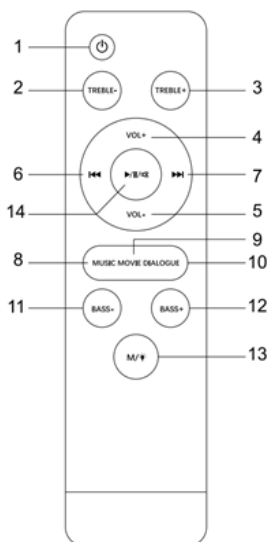 1
2 TREBLE- TREBLE+ 3
VOL+ 4
6 7
14
VOL- 5
9
8 MUSIC MOVIE DIALOGUE 10
11 BASS- BASS+ 12
M/ 13